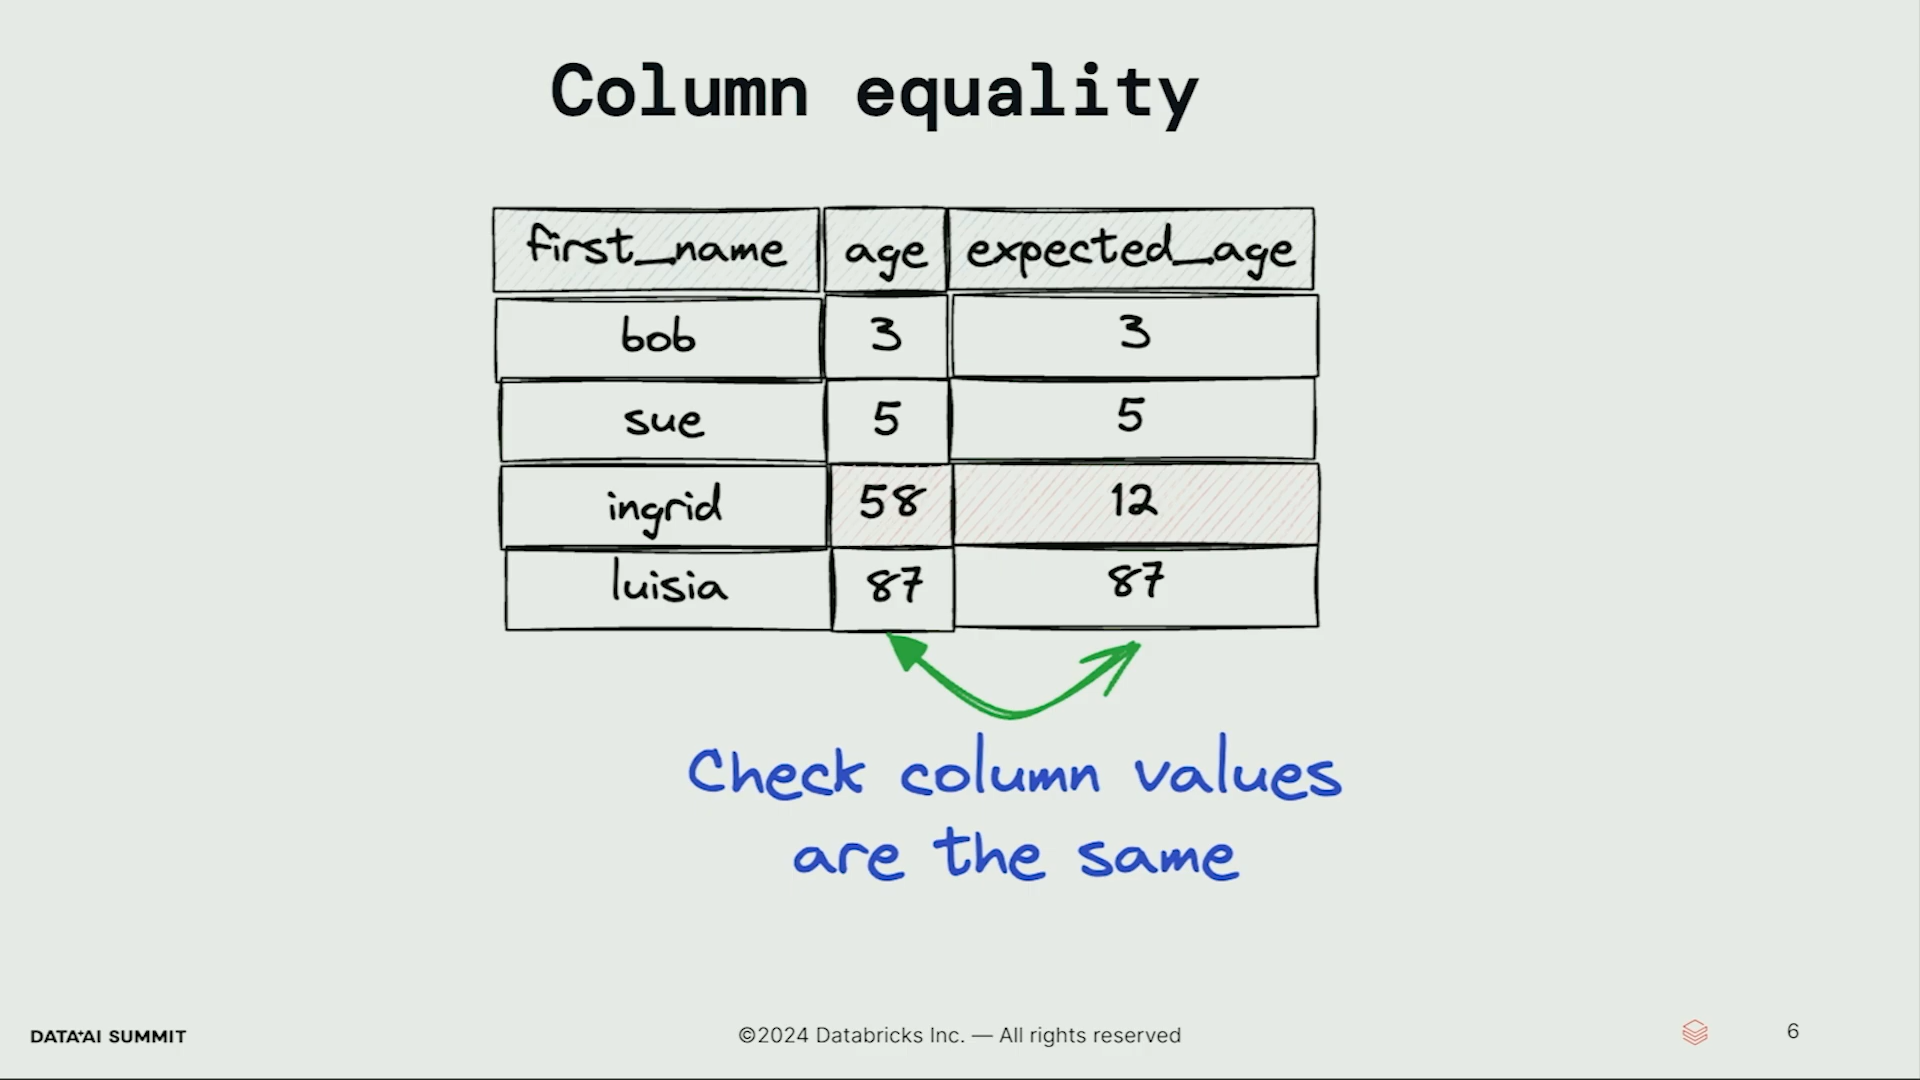 Column equality
first_name age expected_age
bob 3 3
sue 5 5
ingrid 58 12
luisia 87 87
Check column values
are the same
DATA+AI SUMMIT
©2024 Databricks Inc. — All rights reserved
6